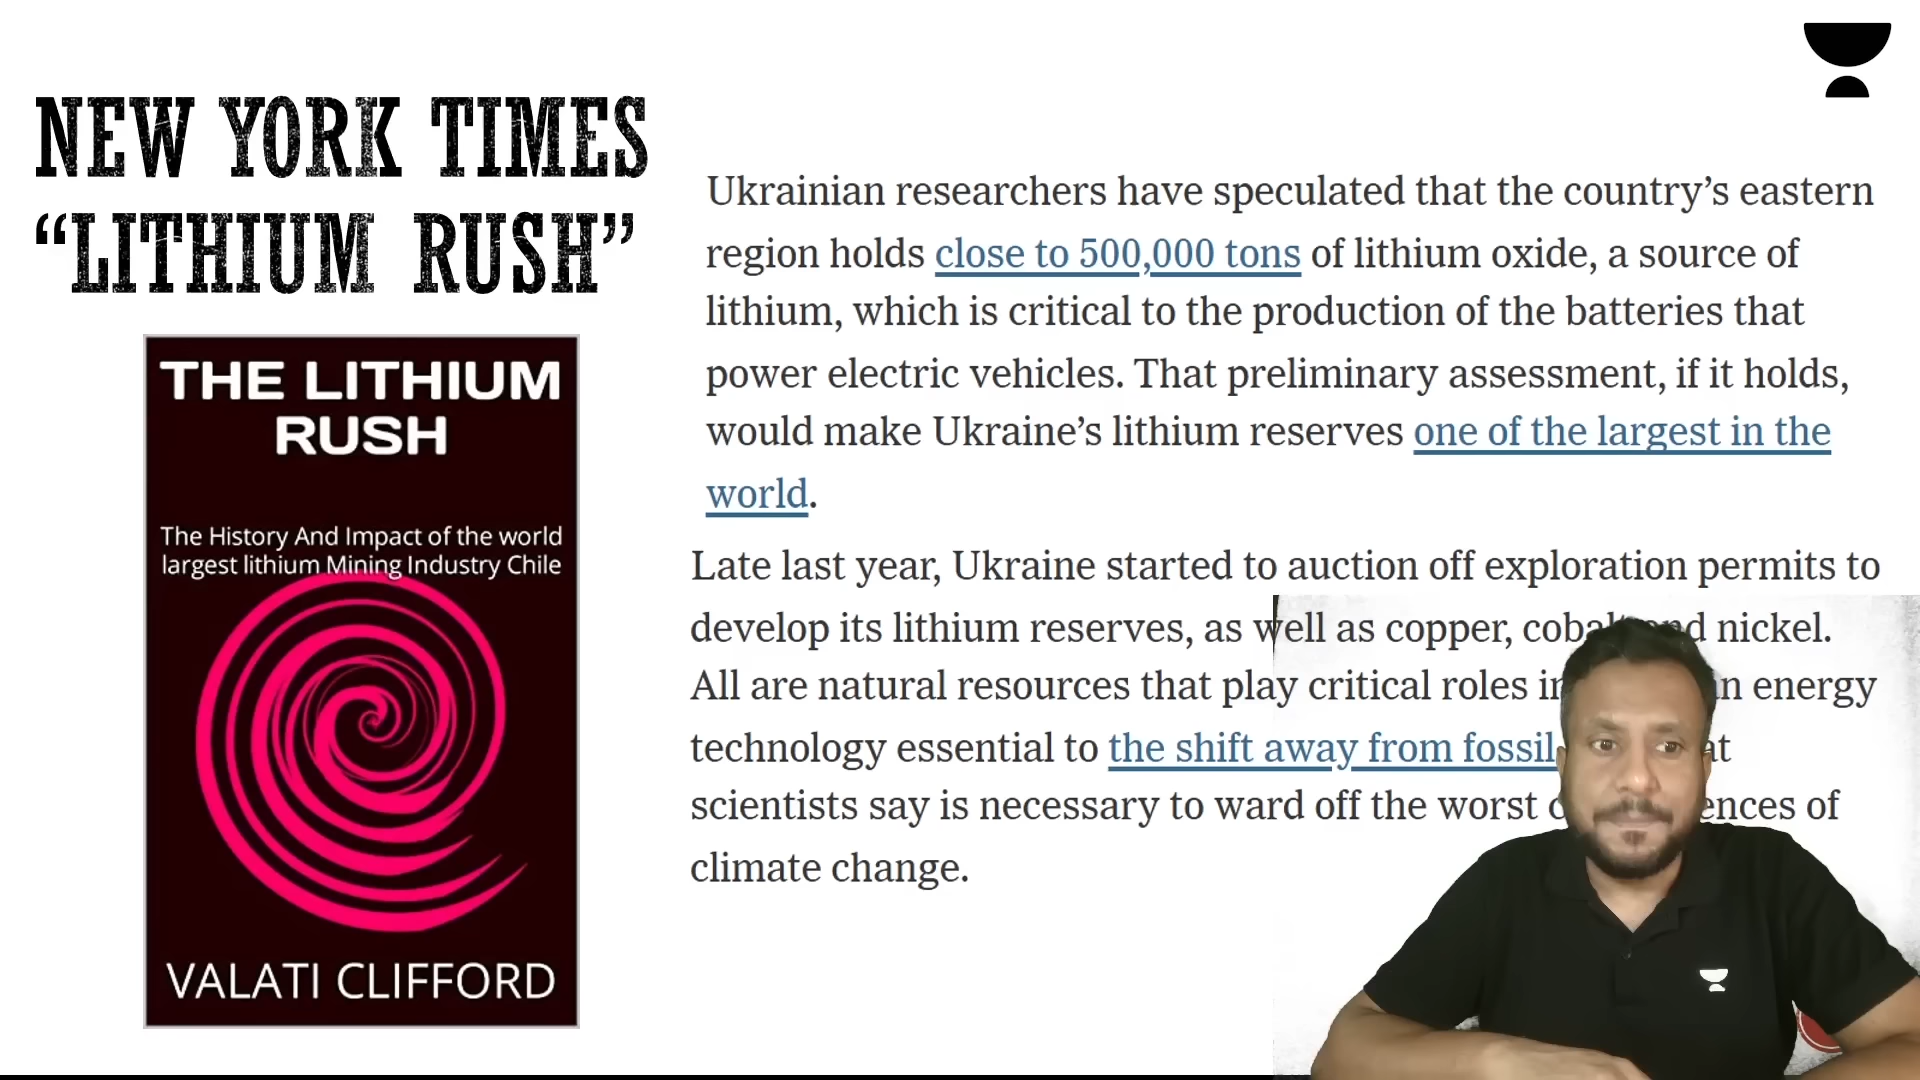 NEW YORK TIMES
“LITHIUM RUSH”
THE LITHIUM
RUSH
The History And Impact of the world
largest lithium Mining Industry Chile
VALATI CLIFFORD
Ukrainian researchers have speculated that the country’s eastern
region holds close to 500,000 tons of lithium oxide, a source of
lithium, which is critical to the production of the batteries that
power electric vehicles. That preliminary assessment, if it holds,
would make Ukraine’s lithium reserves one of the largest in the
world.
Late last year, Ukraine started to auction off exploration permits to
develop its lithium reserves, as well as copper, cobalt and nickel.
All are natural resources that play critical roles in energy
technology essential to the shift away from fossil
scientists say is necessary to ward off the worst of
climate change.